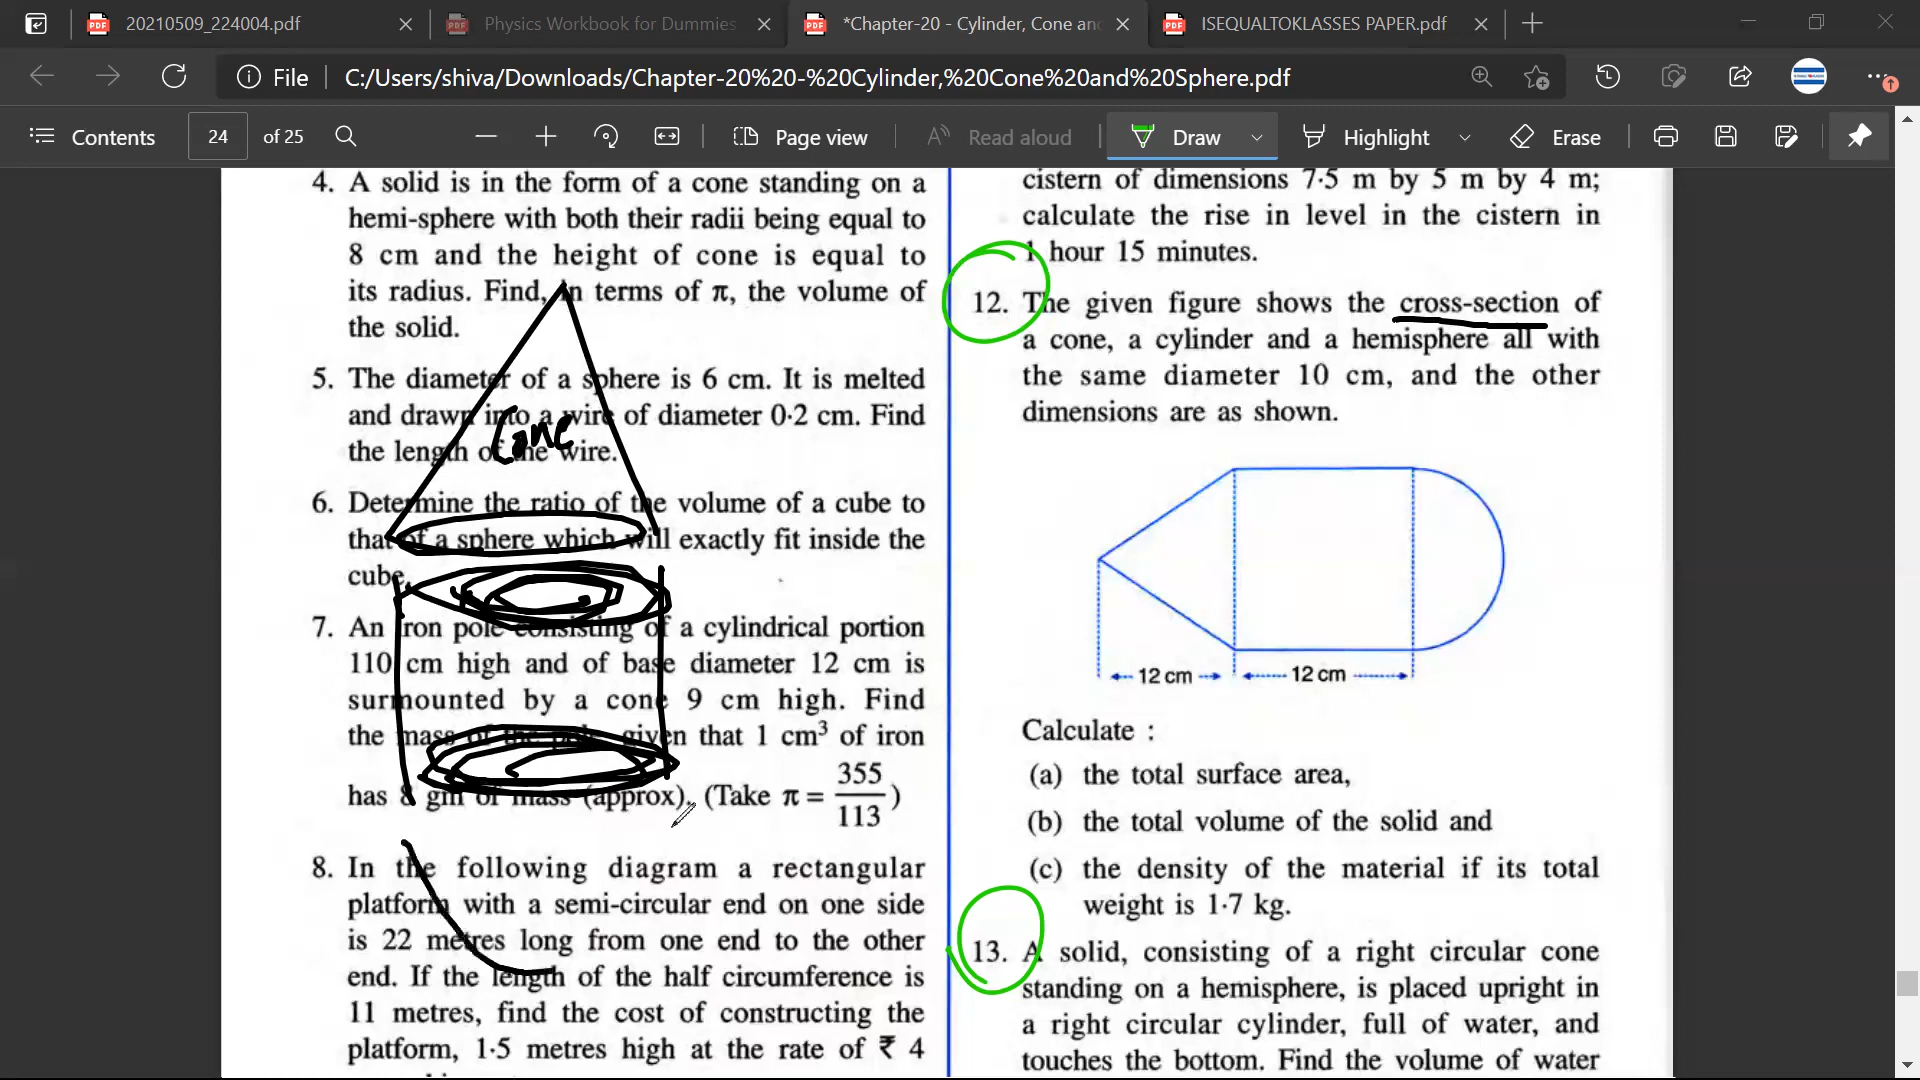 20210509_224004.pdf
Physics Workbook for Dummies
*Chapter-20 - Cylinder, Cone an
ISEQUALTOKLASSES PAPER.pdf
File
C:/Users/shiva/Downloads/Chapter-20%20-%20Cylinder,%20Cone%20and%20Sphere.pdf
Contents
24
of 25
Page view
Read aloud
Draw
Highlight
Erase
4. A solid is in the form of a cone standing on a
hemi-sphere with both their radii being equal to
8 cm and the height of cone is equal to
its radius. Find, in terms of π, the volume of
the solid.
5. The diameter of a sphere is 6 cm. It is melted
and drawn into a wire of diameter 0·2 cm. Find
the length of the wire.
Cone
6. Determine the ratio of the volume of a cube to
that of a sphere which will exactly fit inside the
cube.
7. An iron pole consisting of a cylindrical portion
110 cm high and of base diameter 12 cm is
surmounted by a cone 9 cm high. Find
the mass of the pole, given that 1 cm³ of iron
has 8 gm of mass (approx). (Take π = 355/113)
8. In the following diagram a rectangular
platform with a semi-circular end on one side
is 22 metres long from one end to the other
end. If the length of the half circumference is
11 metres, find the cost of constructing the
platform, 1·5 metres high at the rate of ₹ 4
cistern of dimensions 7·5 m by 5 m by 4 m;
calculate the rise in level in the cistern in
1 hour 15 minutes.
12. The given figure shows the cross-section of
a cone, a cylinder and a hemisphere all with
the same diameter 10 cm, and the other
dimensions are as shown.
12 cm
12 cm
Calculate :
(a) the total surface area,
(b) the total volume of the solid and
(c) the density of the material if its total
weight is 1·7 kg.
13. A solid, consisting of a right circular cone
standing on a hemisphere, is placed upright in
a right circular cylinder, full of water, and
touches the bottom. Find the volume of water